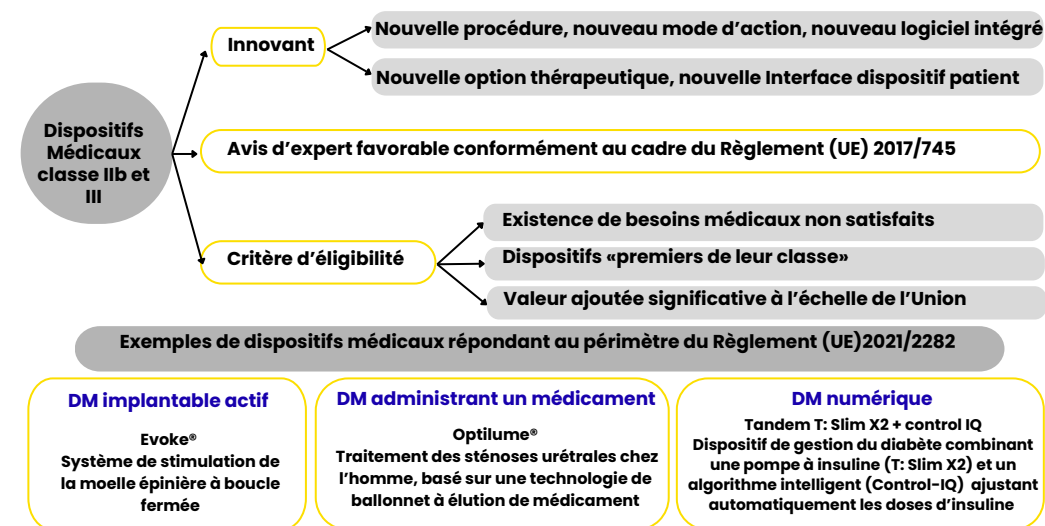 Dispositifs
Médicaux
classe IIb et
III
Innovant
Nouvelle procédure, nouveau mode d'action, nouveau logiciel intégré
Nouvelle option thérapeutique, nouvelle Interface dispositif patient
Avis d'expert favorable conformément au cadre du Règlement (UE) 2017/745
Critère d'éligibilité
Existence de besoins médicaux non satisfaits
Dispositifs «premiers de leur classe»
Valeur ajoutée significative à l'échelle de l'Union
Exemples de dispositifs médicaux répondant au périmètre du Règlement (UE)2021/2282
DM implantable actif
Evoke®
Système de stimulation de
la moelle épinière à boucle
fermée
DM administrant un médicament
Optilume®
Traitement des sténoses urétrales chez
l'homme, basé sur une technologie de
ballonnet à élution de médicament
DM numérique
Tandem T: Slim X2 + control IQ
Dispositif de gestion du diabète combinant
une pompe à insuline (T: Slim X2) et un
algorithme intelligent (Control-IQ) ajustant
automatiquement les doses d'insuline